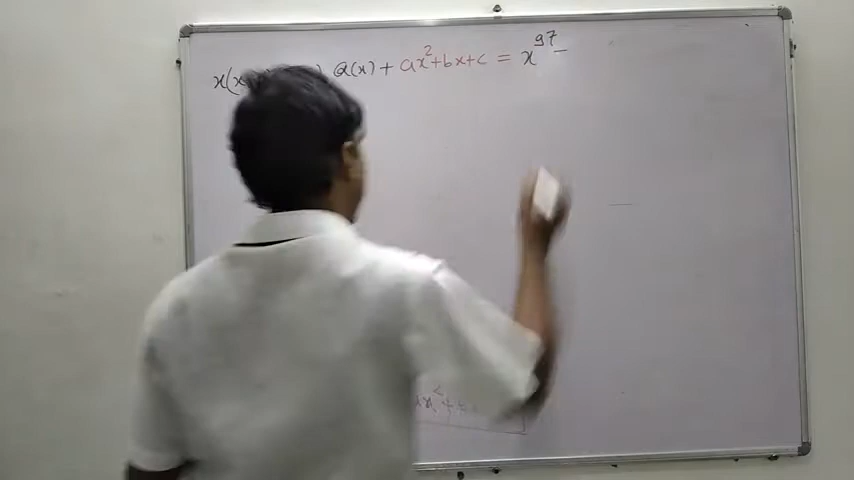 x(x Q(x) + ax²+bx+c = x⁹⁷ –